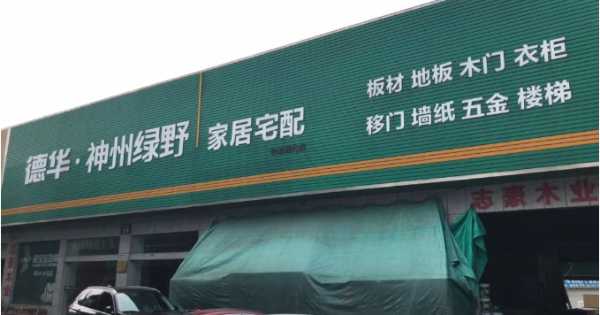 德华·神州绿野 家居宅配
板材 地板 木门 衣柜
移门 墙纸 五金 楼梯
志豪木业